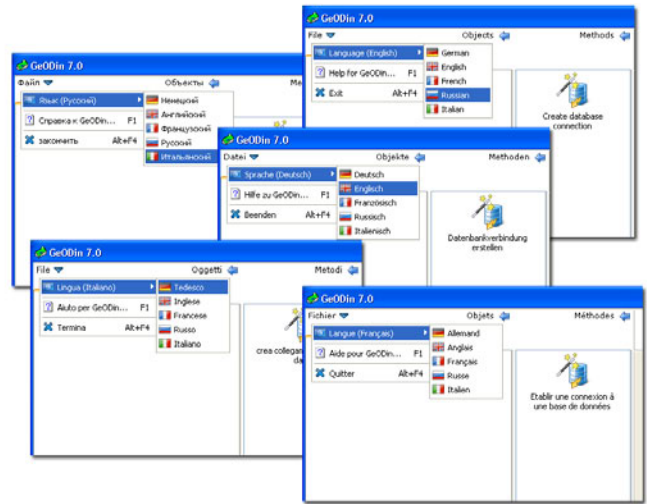 GeODin 7.0
File Objects Methods
Language (English) German
Help for GeODin... F1 English
Exit Alt+F4 French
Russian
Italian
Create database
connection
GeODin 7.0
Файл Объекты Ме
Язык (Русский) Немецкий
Справка к GeODin... F1 Английский
закончить Alt+F4 Французский
Русский
Итальянский
GeODin 7.0
Datei Objekte Methoden
Sprache (Deutsch) Deutsch
Hilfe zu GeODin... F1 Englisch
Beenden Alt+F4 Französisch
Russisch
Italienisch
Datenbankverbindung
erstellen
GeODin 7.0
File Oggetti Metodi
Lingua (Italiano) Tedesco
Aiuto per GeODin... F1 Inglese
Termina Alt+F4 Francese
Russo
Italiano
crea collegan
da
GeODin 7.0
Fichier Objets Méthodes
Langue (Français) Allemand
Aide pour GeODin... F1 Anglais
Quitter Alt+F4 Français
Russe
Italien
Etablir une connexion à
une base de données